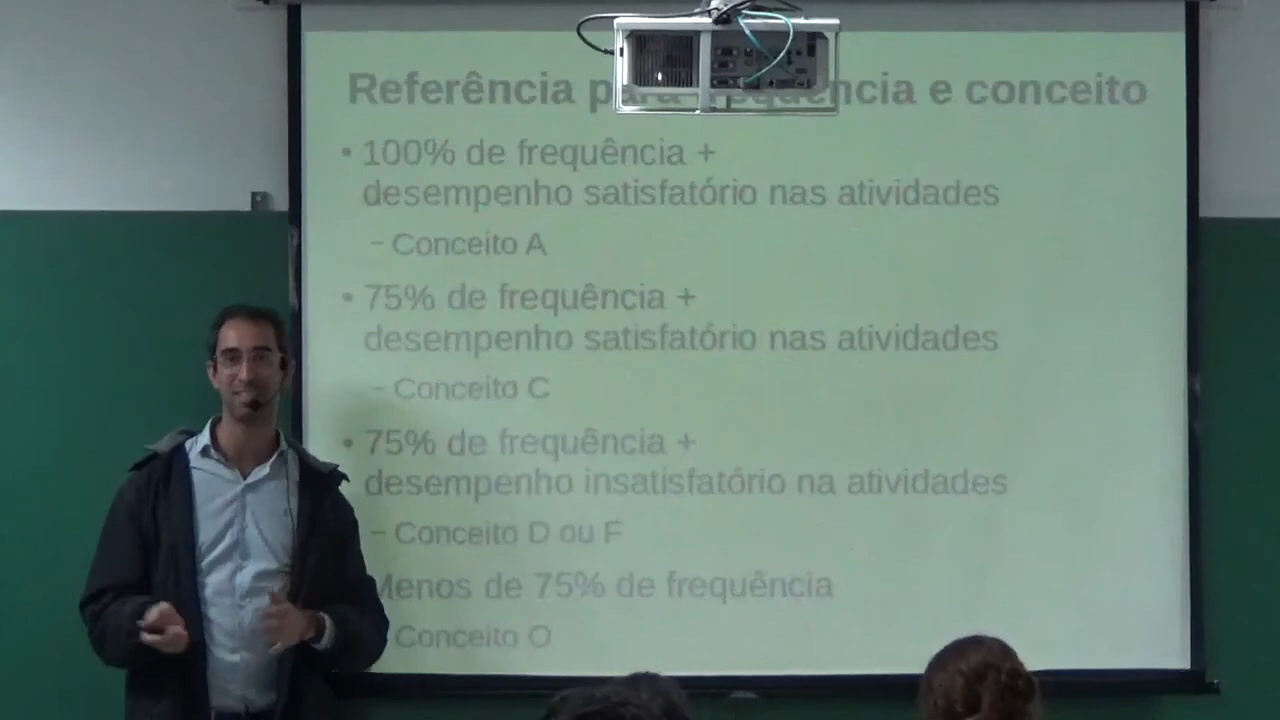 Referência para frequência e conceito
• 100% de frequência +
desempenho satisfatório nas atividades
– Conceito A
• 75% de frequência +
desempenho satisfatório nas atividades
– Conceito C
• 75% de frequência +
desempenho insatisfatório na atividades
– Conceito D ou F
Menos de 75% de frequência
Conceito O